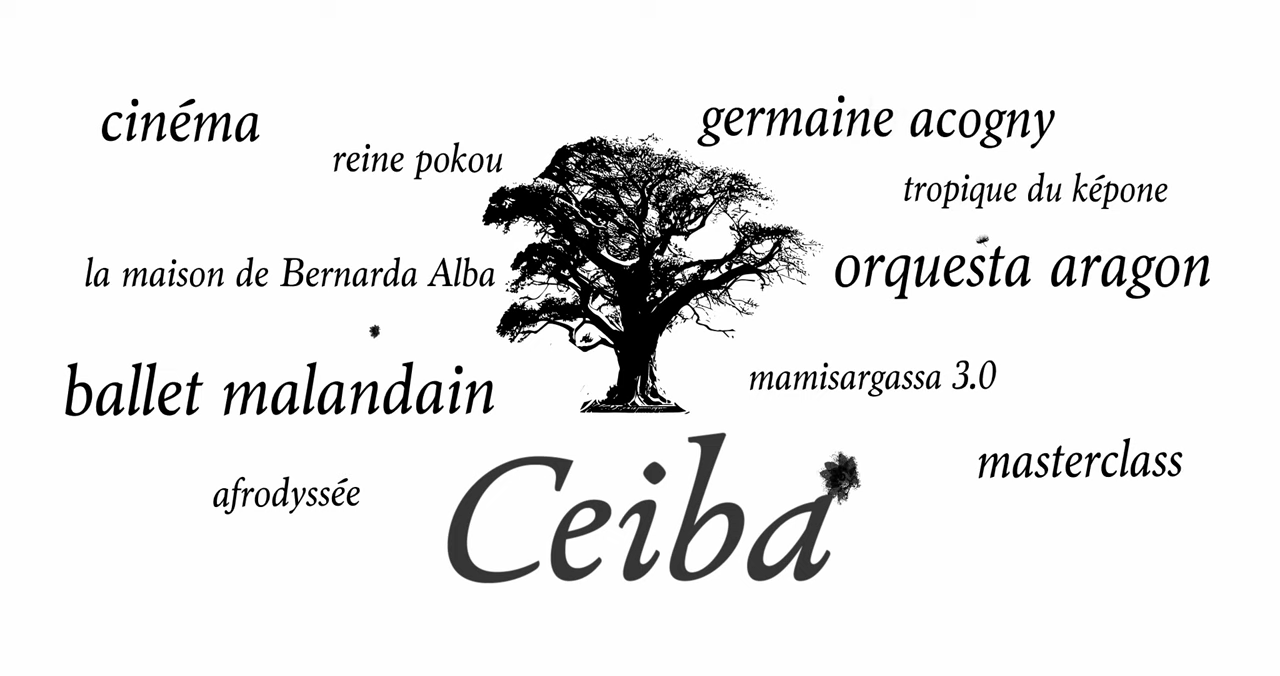 cinéma
germaine acogny
reine pokou
tropique du képone
la maison de Bernarda Alba
orquesta aragon
ballet malandain
mamisargassa 3.0
masterclass
afrodyssée
Ceiba